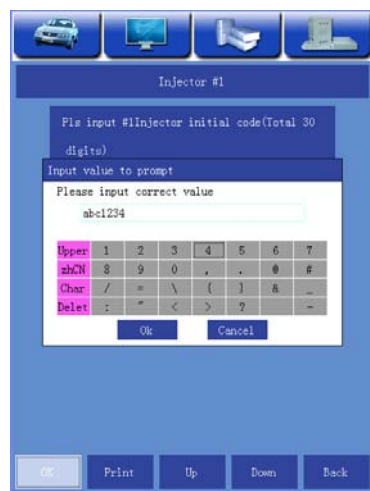 Injector #1
Pls input #1Injector initial code(Total 30
digits)
Input value to prompt
Please input correct value
abc1234
Upper 1 2 3 4 5 6 7
zhCN 8 9 0 , . @ #
Char / = \ ( ) & _
Delet : " < > ? -
Ok Cancel
OK Print Up Down Back